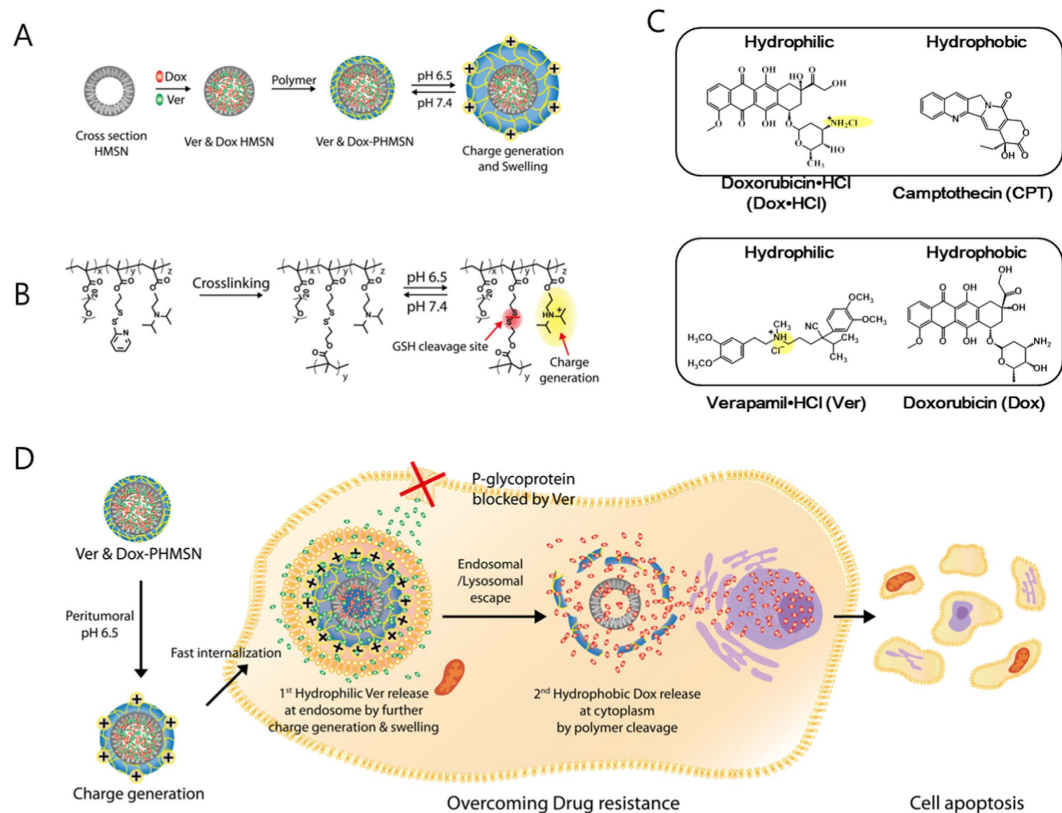 A
Dox
Ver
Cross section
HMSN
Ver & Dox HMSN
Polymer
Ver & Dox-PHMSN
pH 6.5
pH 7.4
Charge generation
and Swelling
B
Crosslinking
pH 6.5
pH 7.4
GSH cleavage site
Charge
generation
C
Hydrophilic
Hydrophobic
Doxorubicin•HCl
(Dox•HCl)
Camptothecin (CPT)
Hydrophilic
Hydrophobic
Verapamil•HCl (Ver)
Doxorubicin (Dox)
D
Ver & Dox-PHMSN
Peritumoral
pH 6.5
Charge generation
Fast internalization
P-glycoprotein
blocked by Ver
1st Hydrophilic Ver release
at endosome by further
charge generation & swelling
Endosomal
/Lysosomal
escape
2nd Hydrophobic Dox release
at cytoplasm
by polymer cleavage
Overcoming Drug resistance
Cell apoptosis